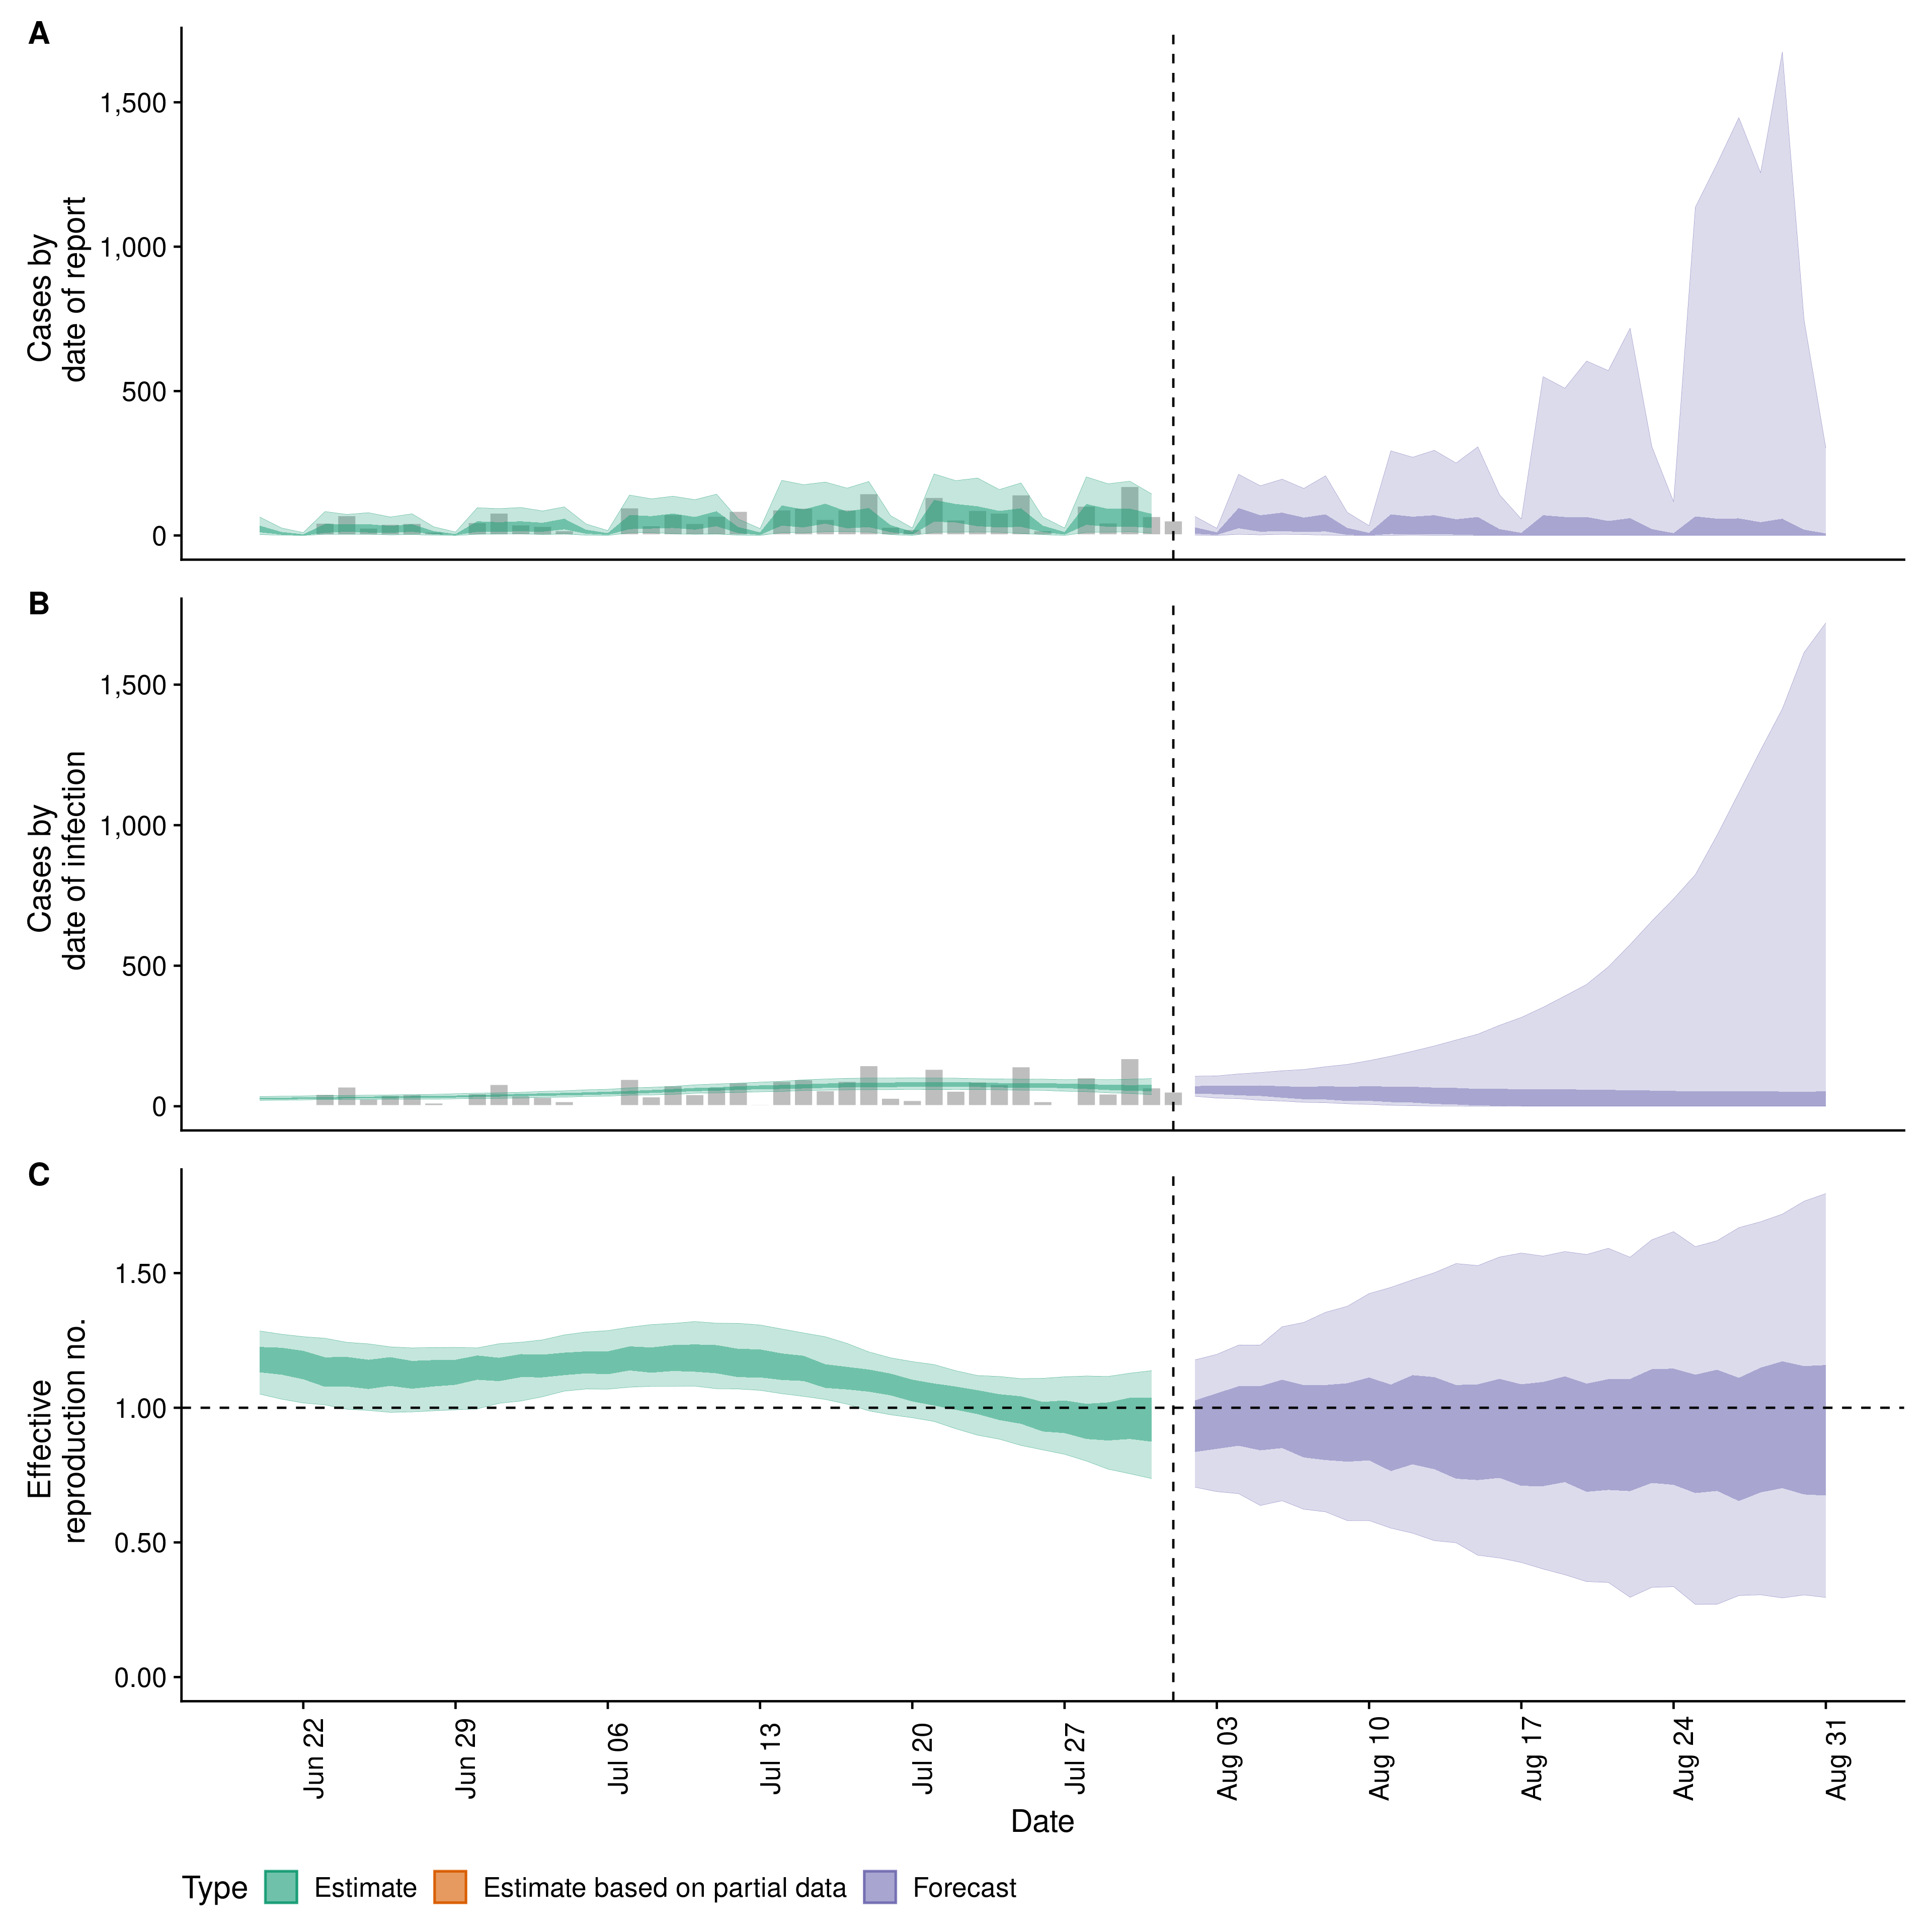 A
Cases by
date of report
1,500
1,000
500
0
B
Cases by
date of infection
1,500
1,000
500
0
C
Effective
reproduction no.
1.50
1.00
0.50
0.00
Jun 22
Jun 29
Jul 06
Jul 13
Jul 20
Jul 27
Aug 03
Aug 10
Aug 17
Aug 24
Aug 31
Date
Type Estimate Estimate based on partial data Forecast